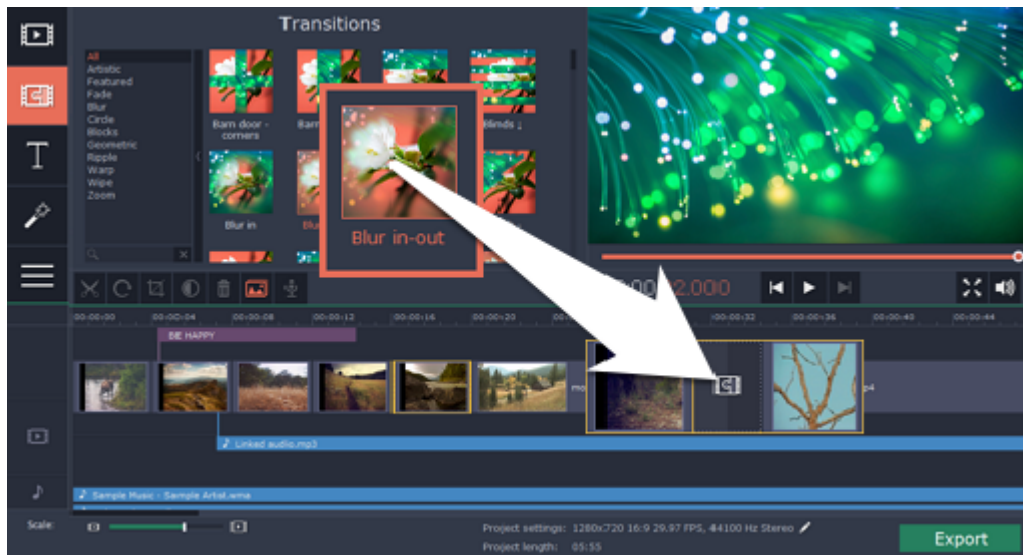 Transitions
All
Artistic
Featured
Fade
Blur
Circle
Blocks
Geometric
Ripple
Warp
Wipe
Zoom
Barn door -
corners
Blinds ↓
Blur in
Blur in-out
2.000
00:00:00 00:00:04 00:00:08 00:00:12 00:00:16 00:00:20 00:00:32 00:00:36 00:00:40 00:00:44
BE HAPPY
Linked audio.mp3
Sample Music - Sample Artist.wma
Scale:
Project settings: 1280x720 16:9 29.97 FPS, 44100 Hz Stereo
Project length: 05:55
Export